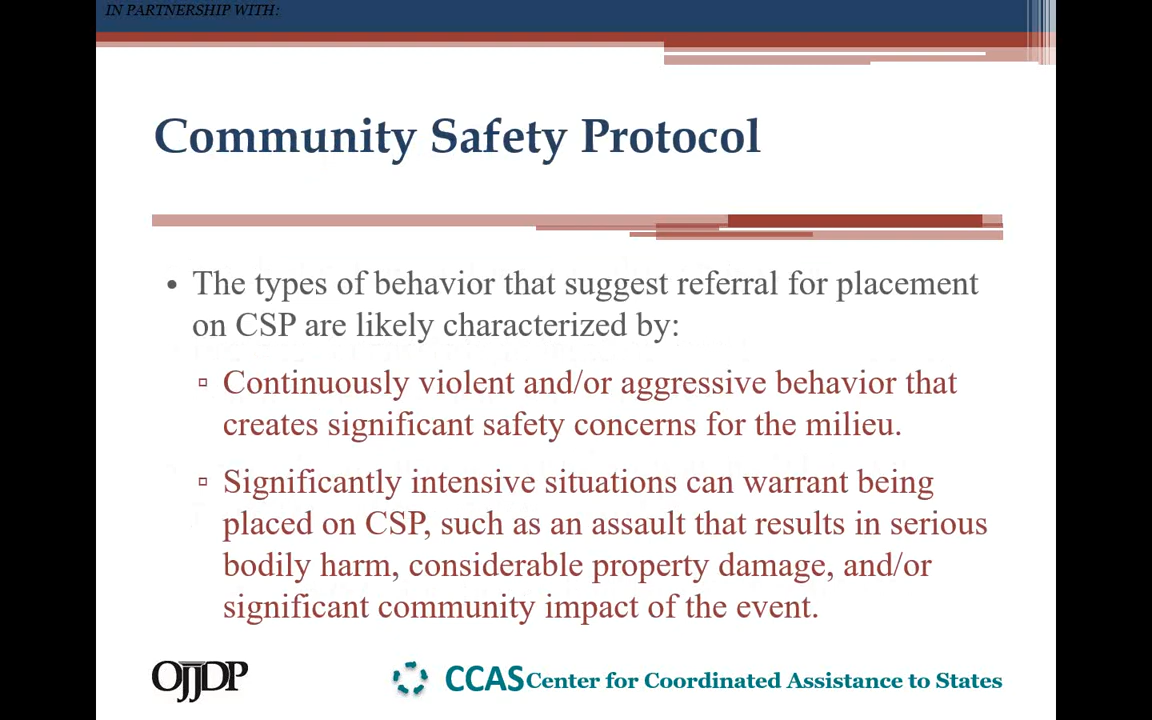 IN PARTNERSHIP WITH:
Community Safety Protocol
• The types of behavior that suggest referral for placement
on CSP are likely characterized by:
▫ Continuously violent and/or aggressive behavior that
creates significant safety concerns for the milieu.
▫ Significantly intensive situations can warrant being
placed on CSP, such as an assault that results in serious
bodily harm, considerable property damage, and/or
significant community impact of the event.
OJJDP
CCAS Center for Coordinated Assistance to States